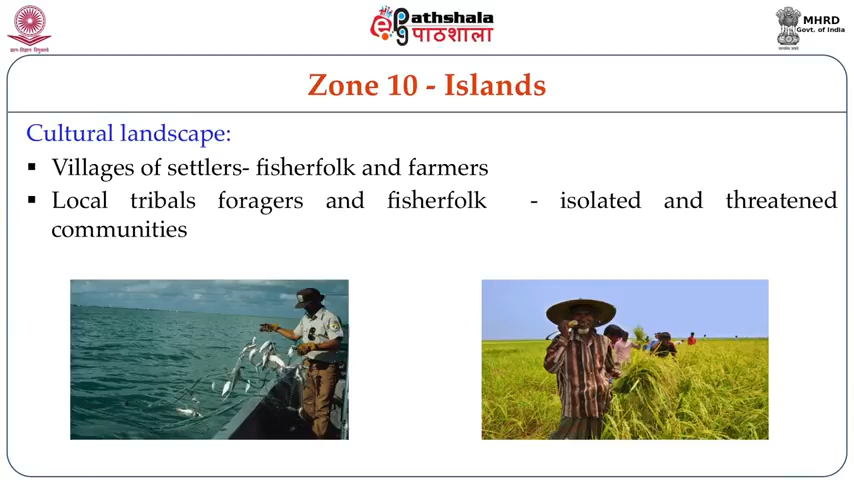 ePathshala
पाठशाला
MHRD
Govt. of India
Zone 10 - Islands
Cultural landscape:
▪ Villages of settlers- fisherfolk and farmers
▪ Local tribals foragers and fisherfolk - isolated and threatened
communities